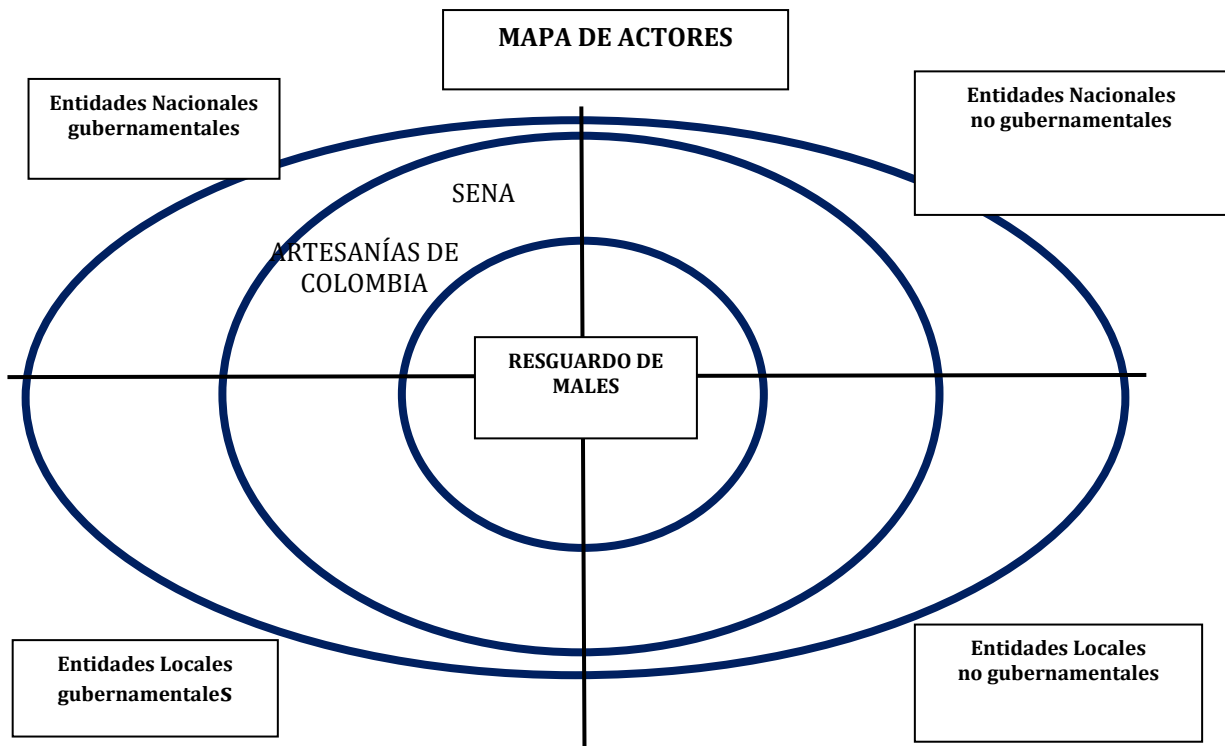 MAPA DE ACTORES
Entidades Nacionales
gubernamentales
Entidades Nacionales
no gubernamentales
SENA
ARTESANÍAS DE
COLOMBIA
RESGUARDO DE
MALES
Entidades Locales
gubernamentales
Entidades Locales
no gubernamentales